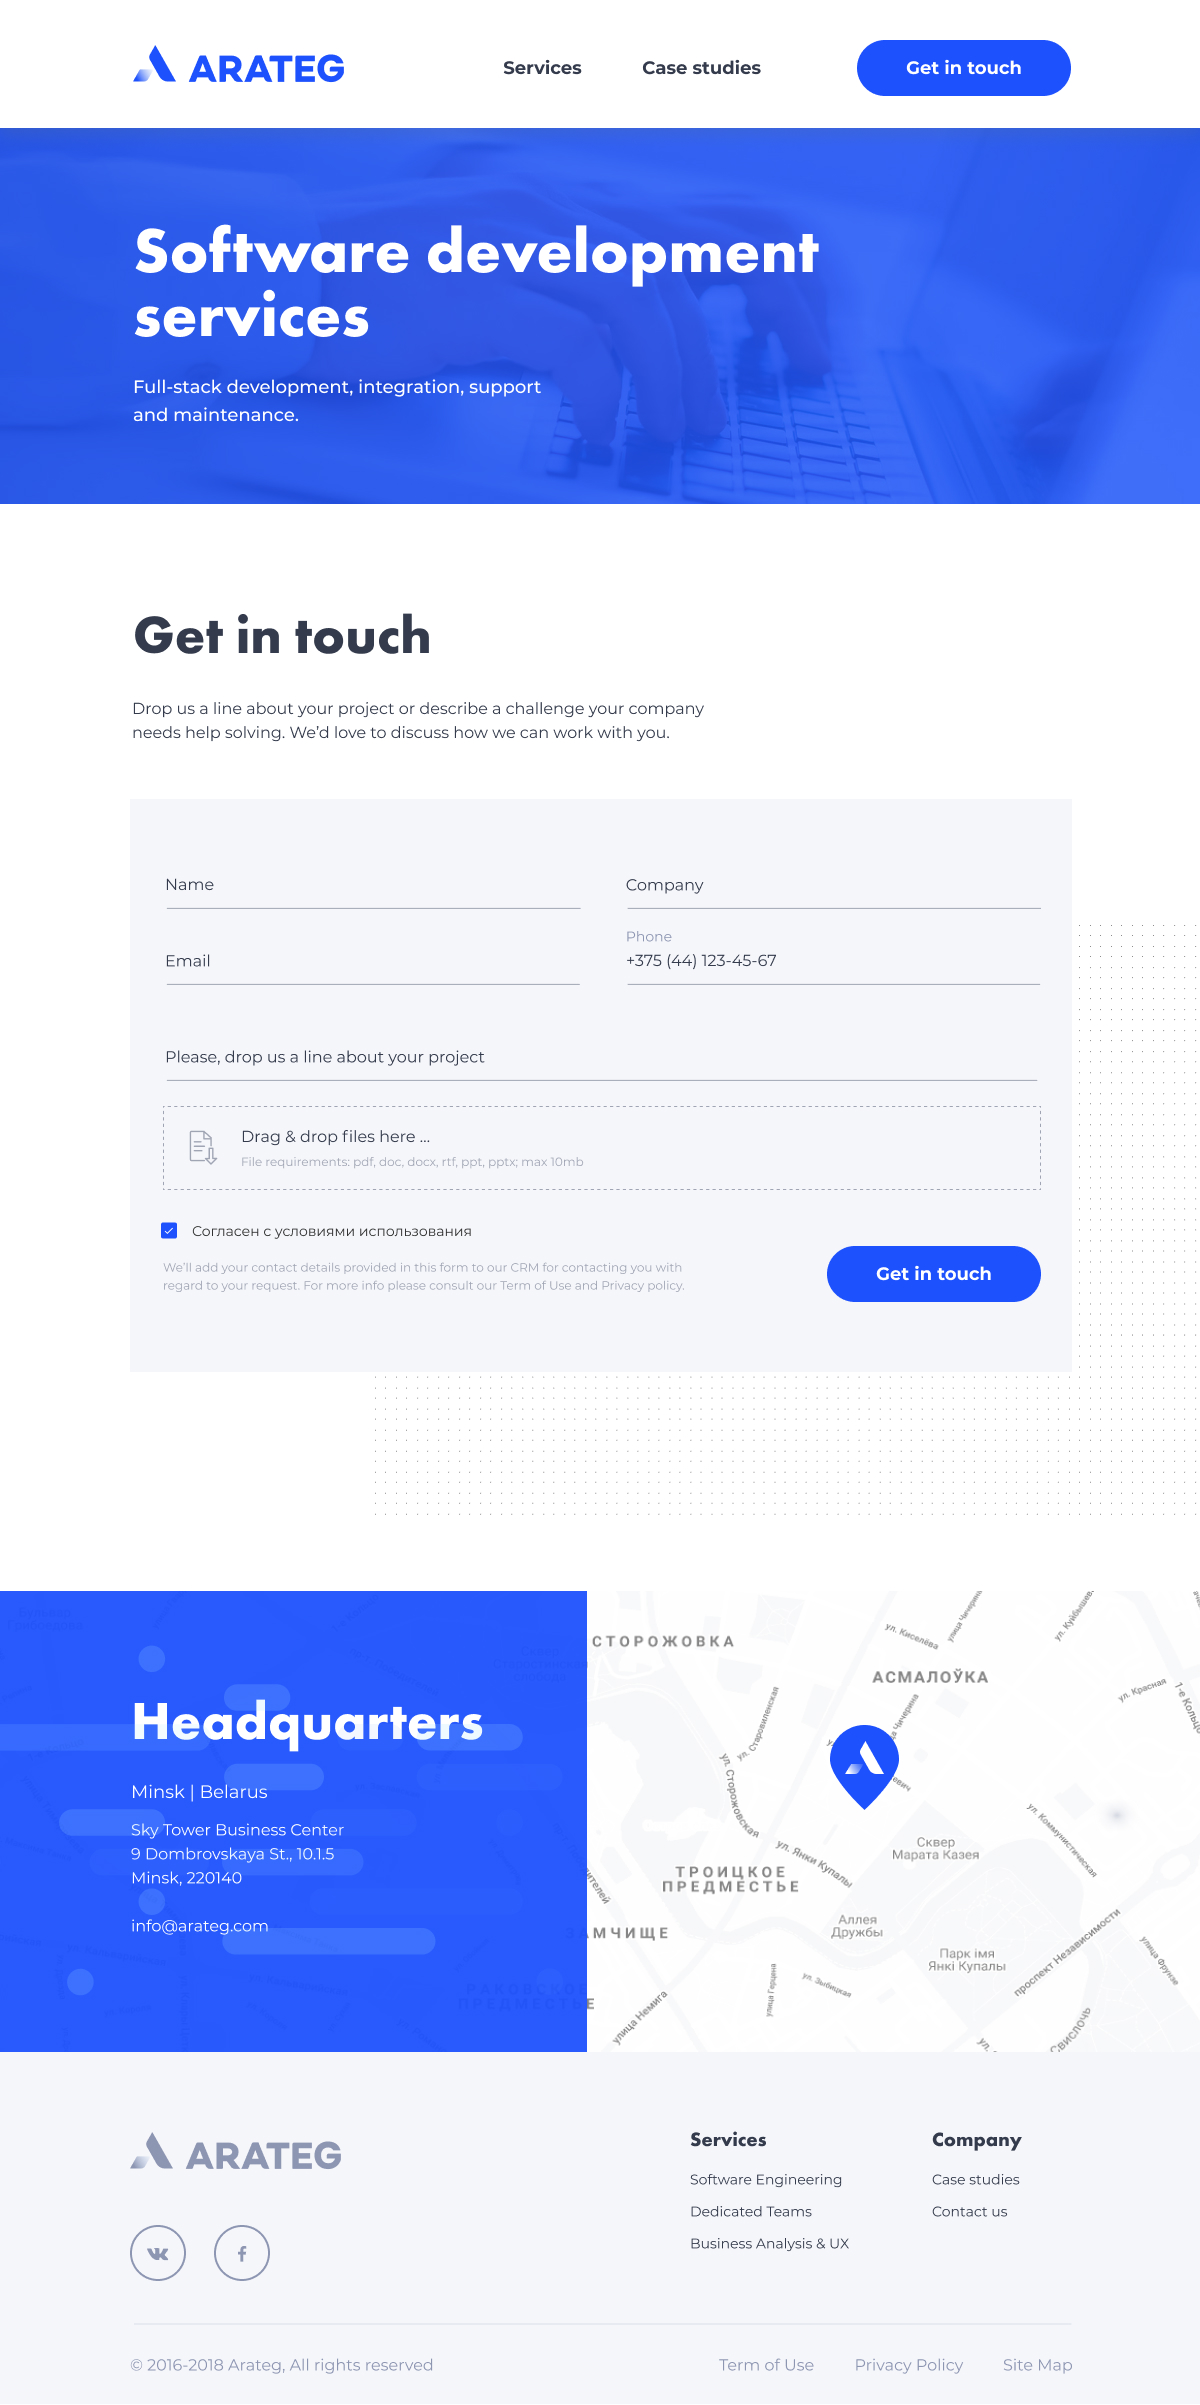 ARATEG
Services
Case studies
Get in touch
Software development
services
Full-stack development, integration, support
and maintenance.
Get in touch
Drop us a line about your project or describe a challenge your company
needs help solving. We’d love to discuss how we can work with you.
Name
Company
Email
Phone
+375 (44) 123-45-67
Please, drop us a line about your project
Drag & drop files here ...
File requirements: pdf, doc, docx, rtf, ppt, pptx; max 10mb
Согласен с условиями использования
We’ll add your contact details provided in this form to our CRM for contacting you with
regard to your request. For more info please consult our Term of Use and Privacy policy.
Get in touch
Headquarters
Minsk | Belarus
Sky Tower Business Center
9 Dombrovskaya St., 10.1.5
Minsk, 220140
info@arateg.com
СТОРОЖОВКА
АСМАЛОЎКА
ул. Киселёва
улица Чичерина
ул. Куйбышев
ул. Красная
1-е Кольцо
ул. Старовиленская
ул. Сторожовская
ул. Янки Купалы
ул. Коммунистическая
Сквер
Марата Казея
ТРОИЦКОЕ
ПРЕДМЕСТЬЕ
Аллея
Дружбы
ЗАМЧИЩЕ
Парк імя
Янкі Купалы
проспект Независимости
улица Фрунзе
РАКОВСКОЕ
ПРЕДМЕСТЬЕ
улица Немига
улица Герцена
ул. Зыбицкая
Свислочь
ARATEG
Services
Software Engineering
Dedicated Teams
Business Analysis & UX
Company
Case studies
Contact us
© 2016-2018 Arateg, All rights reserved
Term of Use
Privacy Policy
Site Map